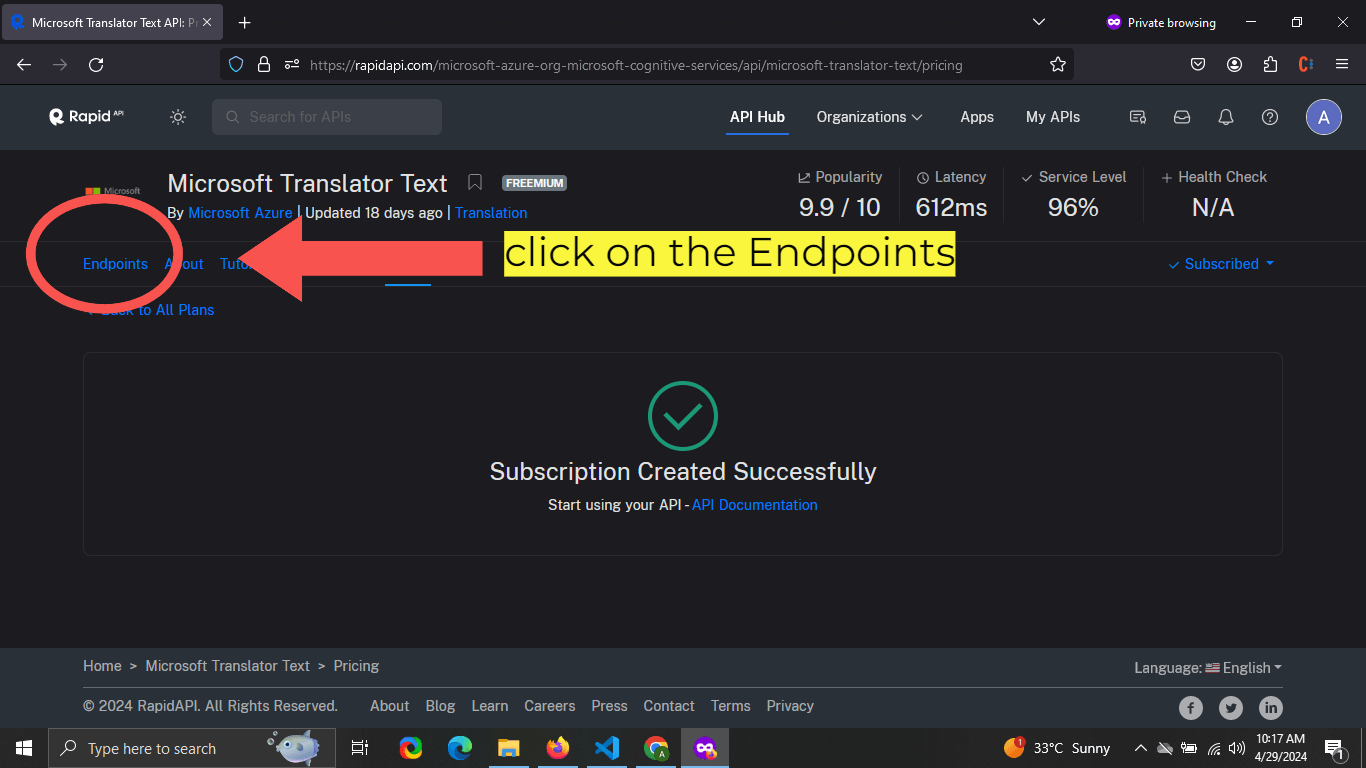 Microsoft Translator Text API: Pr
Private browsing
https://rapidapi.com/microsoft-azure-org-microsoft-cognitive-services/api/microsoft-translator-text/pricing
Rapid API
Search for APIs
API Hub
Organizations
Apps
My APIs
A
Microsoft
Microsoft Translator Text
FREEMIUM
By Microsoft Azure | Updated 18 days ago | Translation
Popularity
9.9 / 10
Latency
612ms
Service Level
96%
Health Check
N/A
Endpoints
About
click on the Endpoints
Subscribed
Back to All Plans
Subscription Created Successfully
Start using your API - API Documentation
Home > Microsoft Translator Text > Pricing
Language: English
© 2024 RapidAPI. All Rights Reserved.
About Blog Learn Careers Press Contact Terms Privacy
Type here to search
1
33°C Sunny
10:17 AM
4/29/2024
1